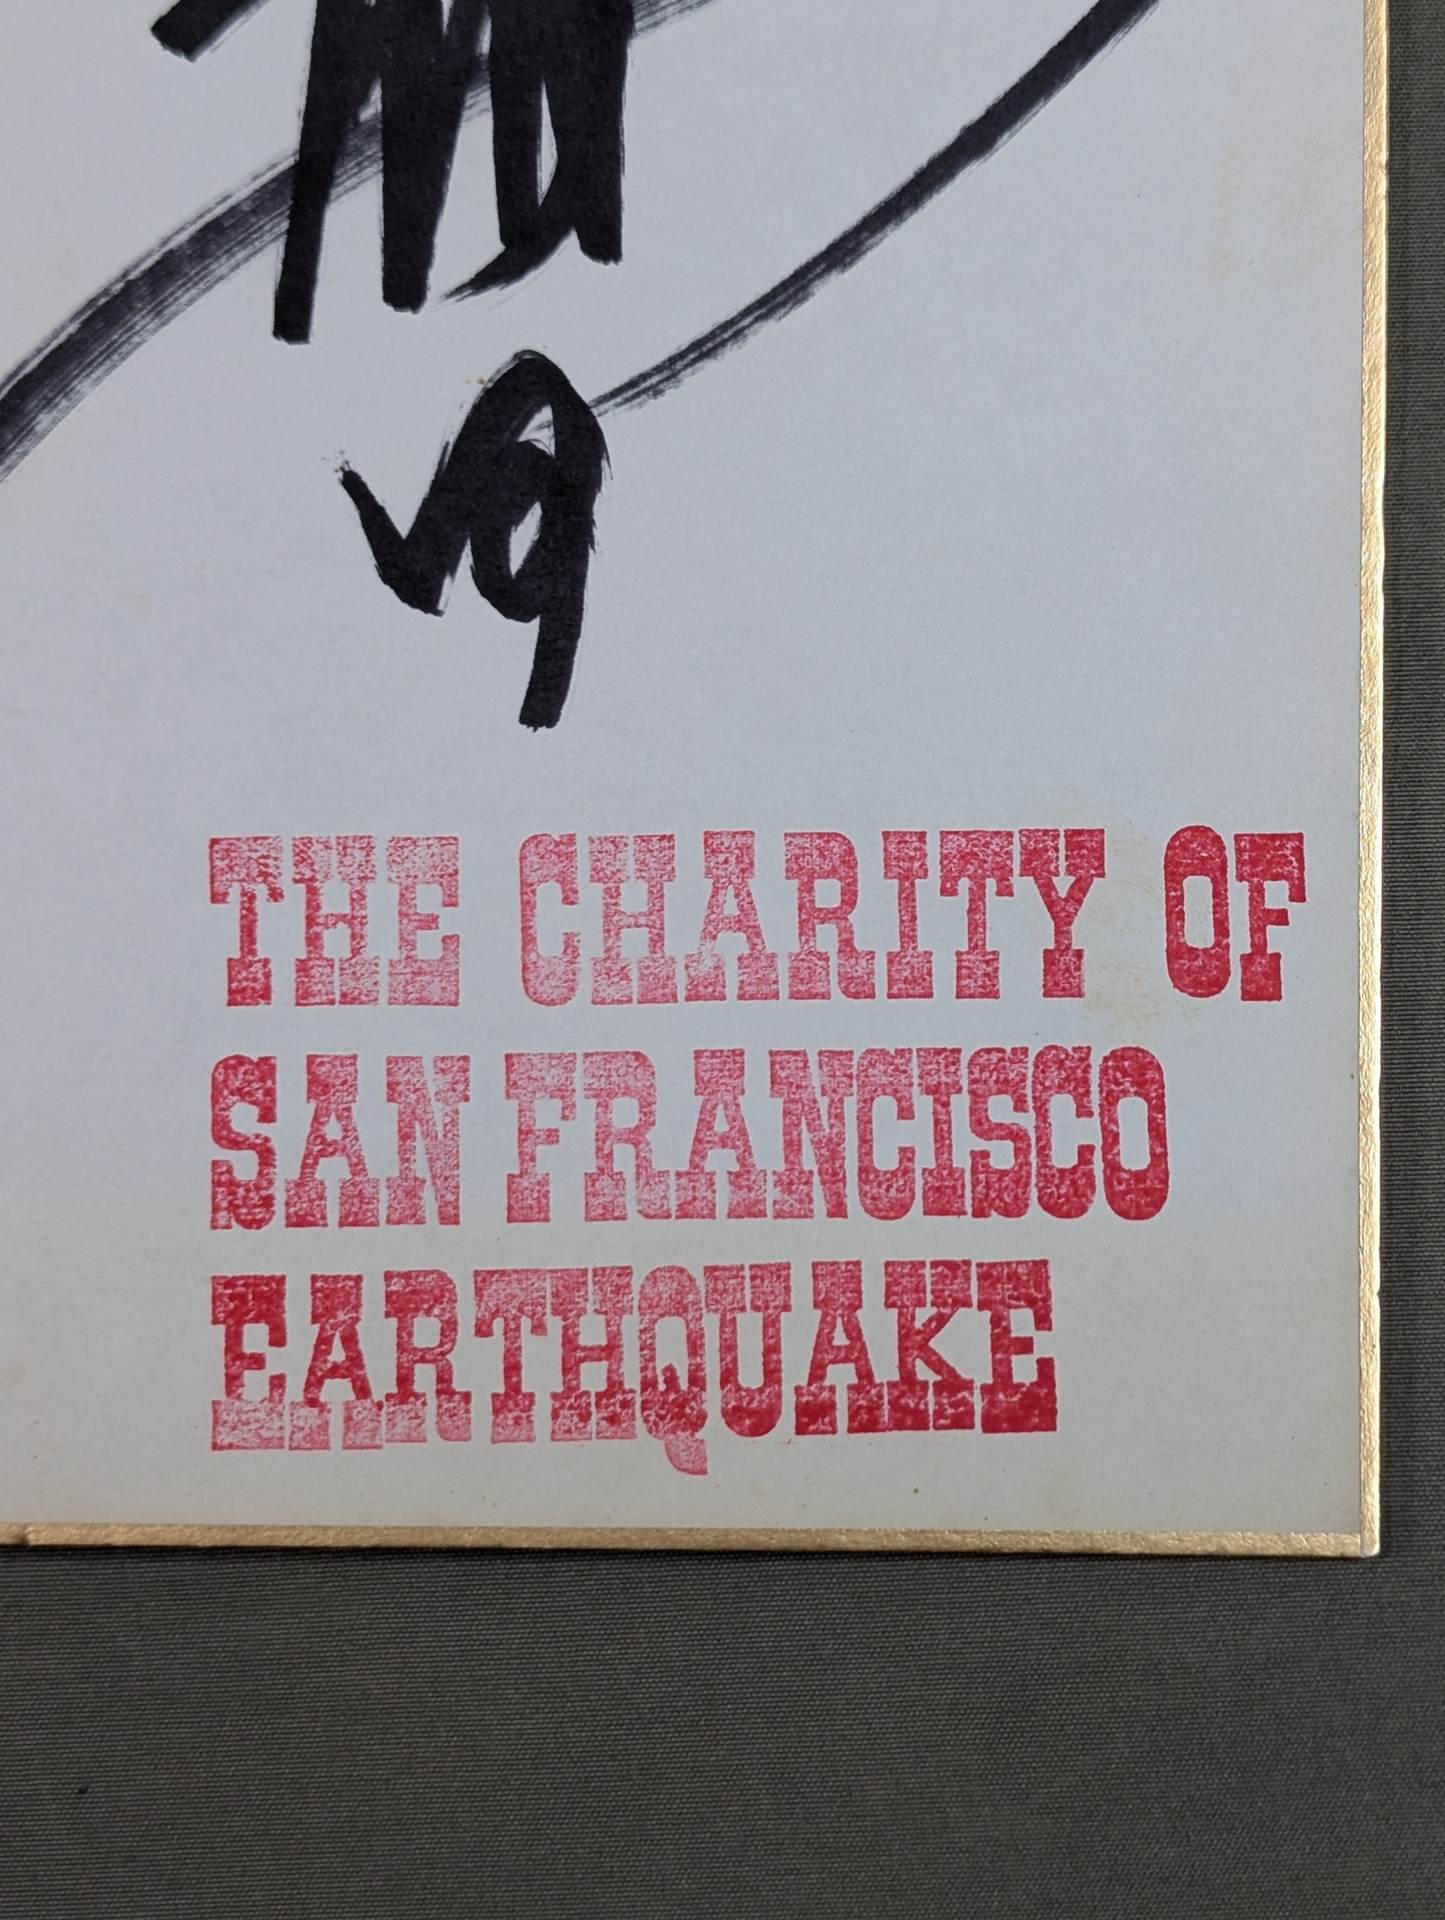 THE CHARITY OF
SAN FRANCISCO
EARTHQUAKE